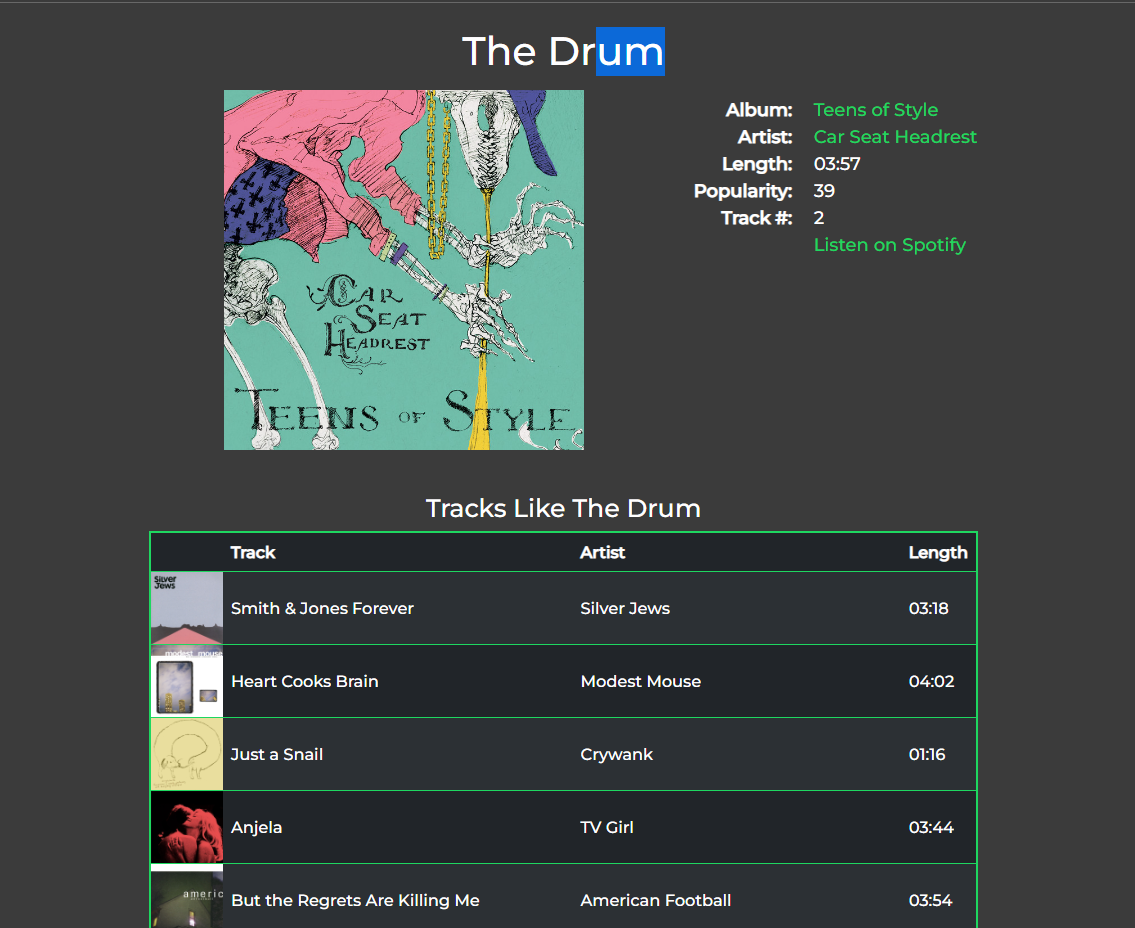 The Drum
CAR
SEAT
HEADREST
TEENS OF STYLE
Album: Teens of Style
Artist: Car Seat Headrest
Length: 03:57
Popularity: 39
Track #: 2
Listen on Spotify
Tracks Like The Drum
Track Artist Length
Silver
Jews
Smith & Jones Forever Silver Jews 03:18
modest mouse
Heart Cooks Brain Modest Mouse 04:02
Just a Snail Crywank 01:16
Anjela TV Girl 03:44
americ
But the Regrets Are Killing Me American Football 03:54